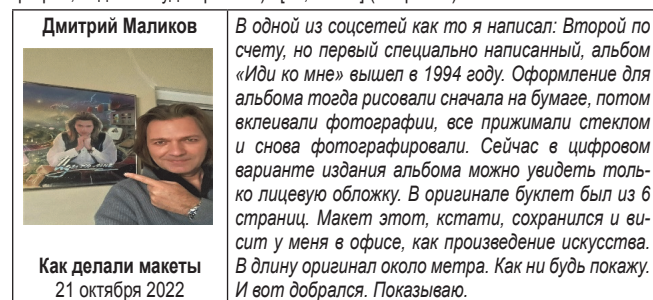 Дмитрий Маликов
Как делали макеты
21 октября 2022
В одной из соцсетей как то я написал: Второй по
счету, но первый специально написанный, альбом
«Иди ко мне» вышел в 1994 году. Оформление для
альбома тогда рисовали сначала на бумаге, потом
вклеивали фотографии, все прижимали стеклом
и снова фотографировали. Сейчас в цифровом
варианте издания альбома можно увидеть толь-
ко лицевую обложку. В оригинале буклет был из 6
страниц. Макет этот, кстати, сохранился и ви-
сит у меня в офисе, как произведение искусства.
В длину оригинал около метра. Как ни будь покажу.
И вот добрался. Показываю.